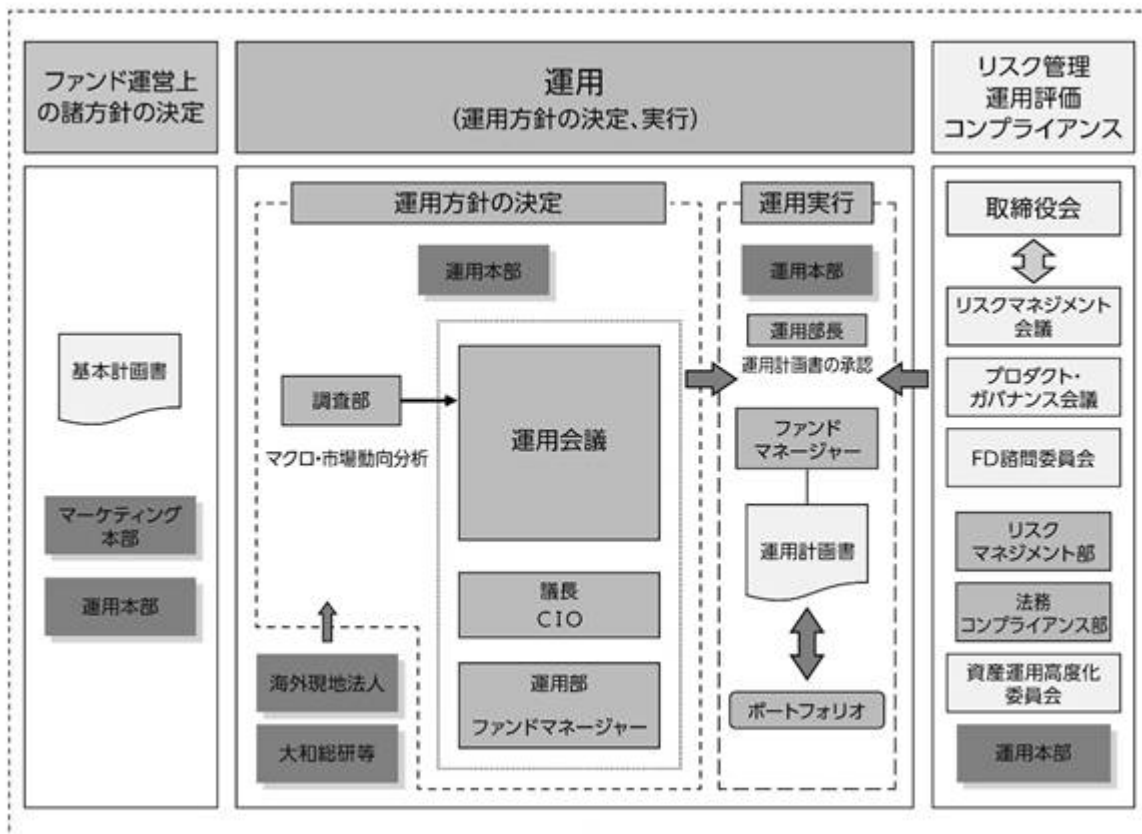 ファンド運営上
の諸方針の決定
運用
(運用方針の決定、実行)
リスク管理
運用評価
コンプライアンス
基本計画書
マーケティング
本部
運用本部
運用方針の決定
運用本部
調査部
マクロ・市場動向分析
運用会議
議長
CIO
運用部
ファンドマネージャー
海外現地法人
大和総研等
運用実行
運用本部
運用部長
運用計画書の承認
ファンド
マネージャー
運用計画書
ポートフォリオ
取締役会
リスクマネジメント
会議
プロダクト・
ガバナンス会議
FD諮問委員会
リスク
マネジメント部
法務
コンプライアンス部
資産運用高度化
委員会
運用本部